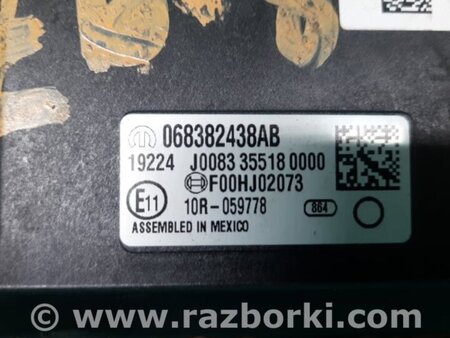 068382438AB
19224 J0083 35518 0000
F00HJ02073
E11 10R-059778 864
ASSEMBLED IN MEXICO
© www.razborki.com